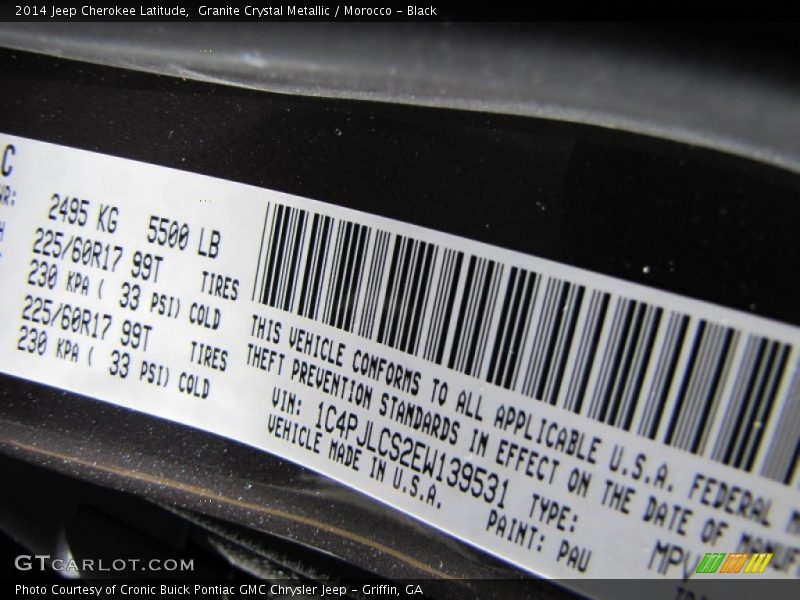 2014 Jeep Cherokee Latitude,  Granite Crystal Metallic / Morocco - Black
C
2495 KG 5500 LB
225/60R17 99T TIRES
230 KPA ( 33 PSI) COLD
225/60R17 99T TIRES
230 KPA ( 33 PSI) COLD
THIS VEHICLE CONFORMS TO ALL APPLICABLE U.S.A. FEDERAL
THEFT PREVENTION STANDARDS IN EFFECT ON THE DATE OF
VIN: 1C4PJLCS2EW139531 TYPE: MPV
VEHICLE MADE IN U.S.A. PAINT: PAU
GTCARLOT.COM
Photo Courtesy of Cronic Buick Pontiac GMC Chrysler Jeep - Griffin, GA